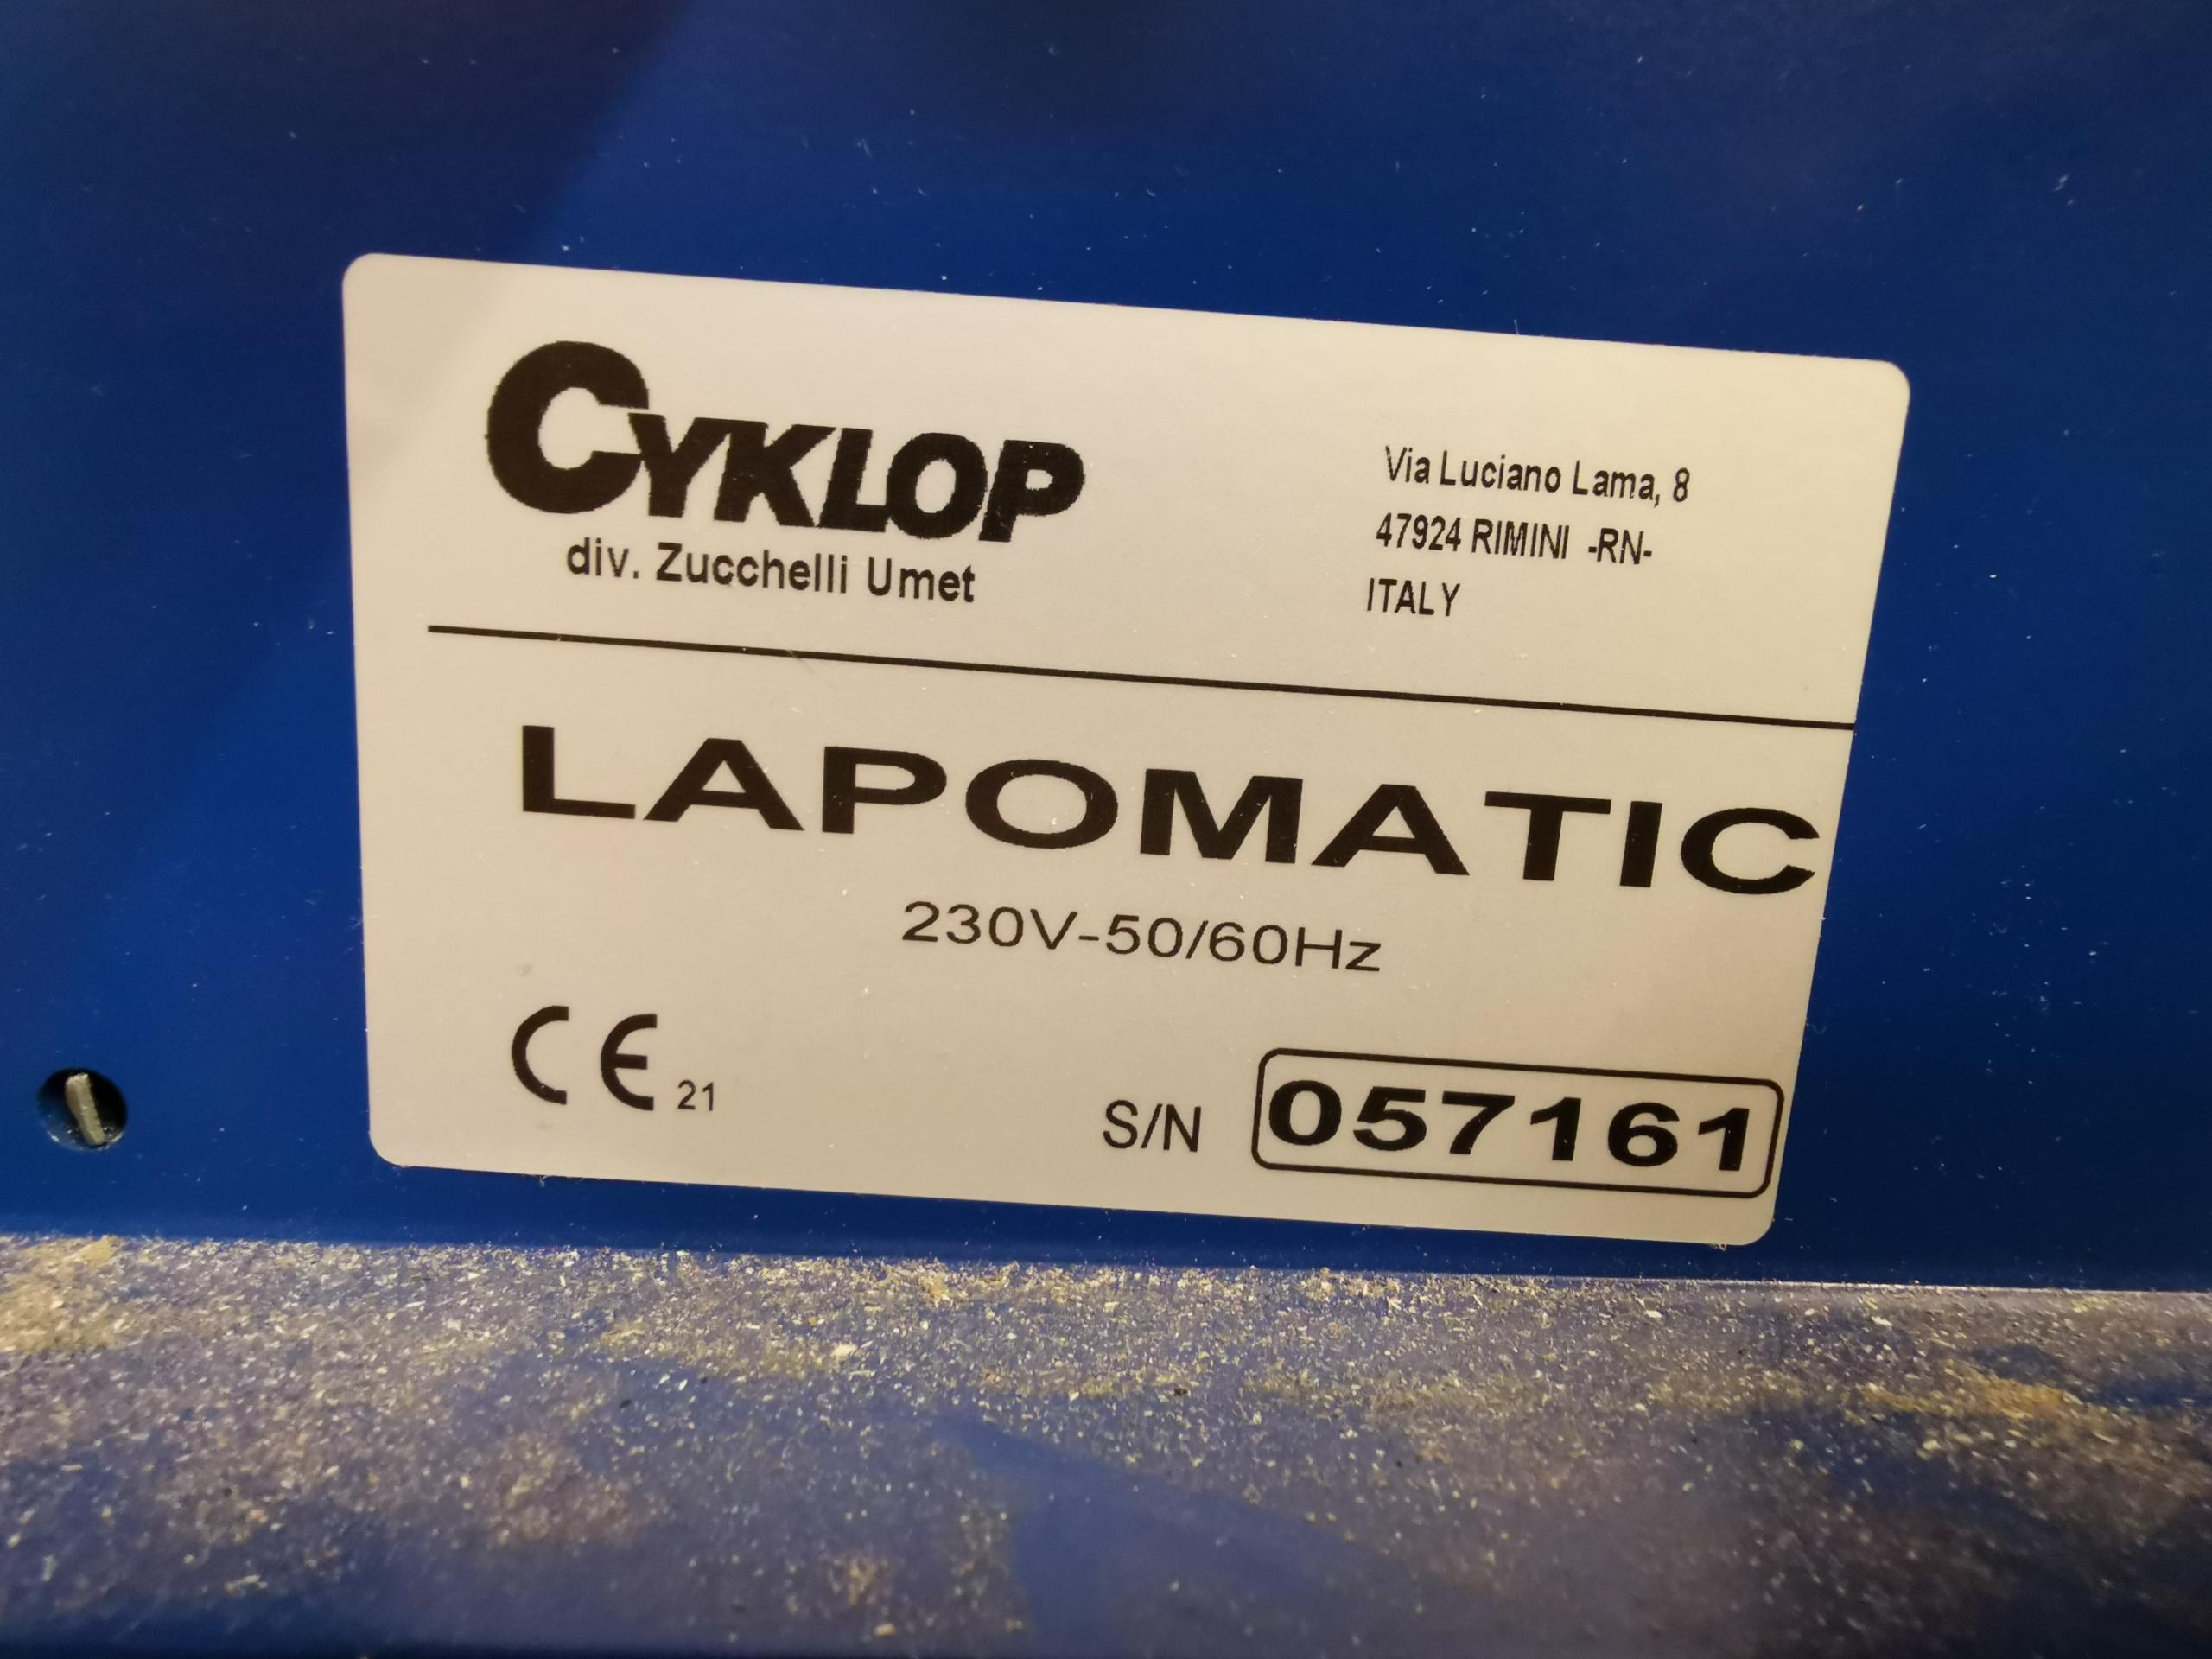 CYKLOP
div. Zucchelli Umet
Via Luciano Lama, 8
47924 RIMINI -RN-
ITALY
LAPOMATIC
230V-50/60Hz
CE 21
S/N 057161